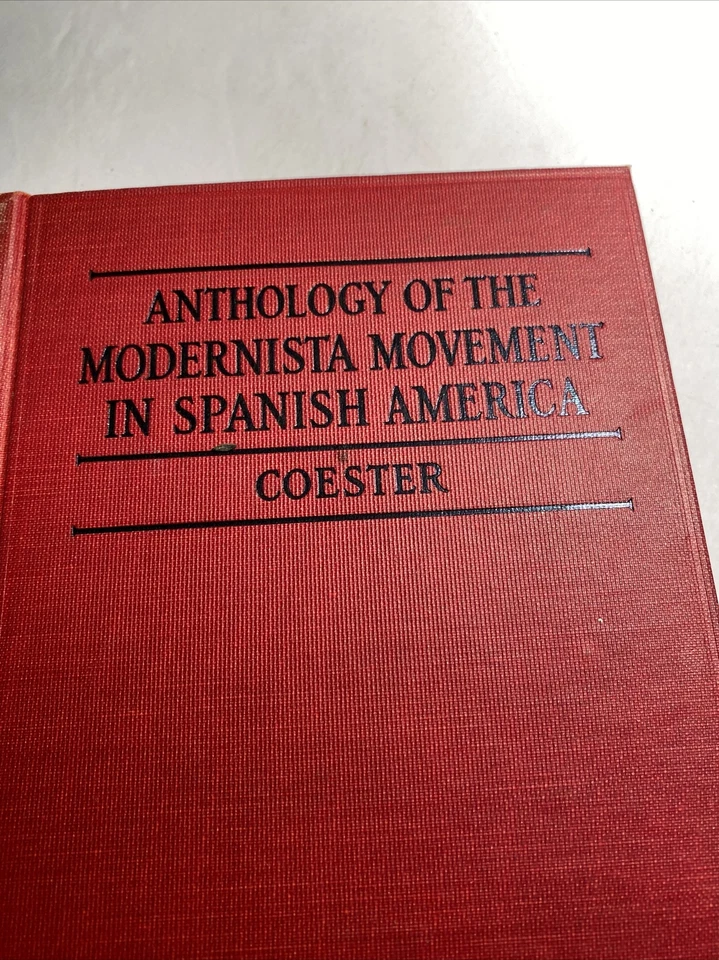 ANTHOLOGY OF THE
MODERNISTA MOVEMENT
IN SPANISH AMERICA
COESTER